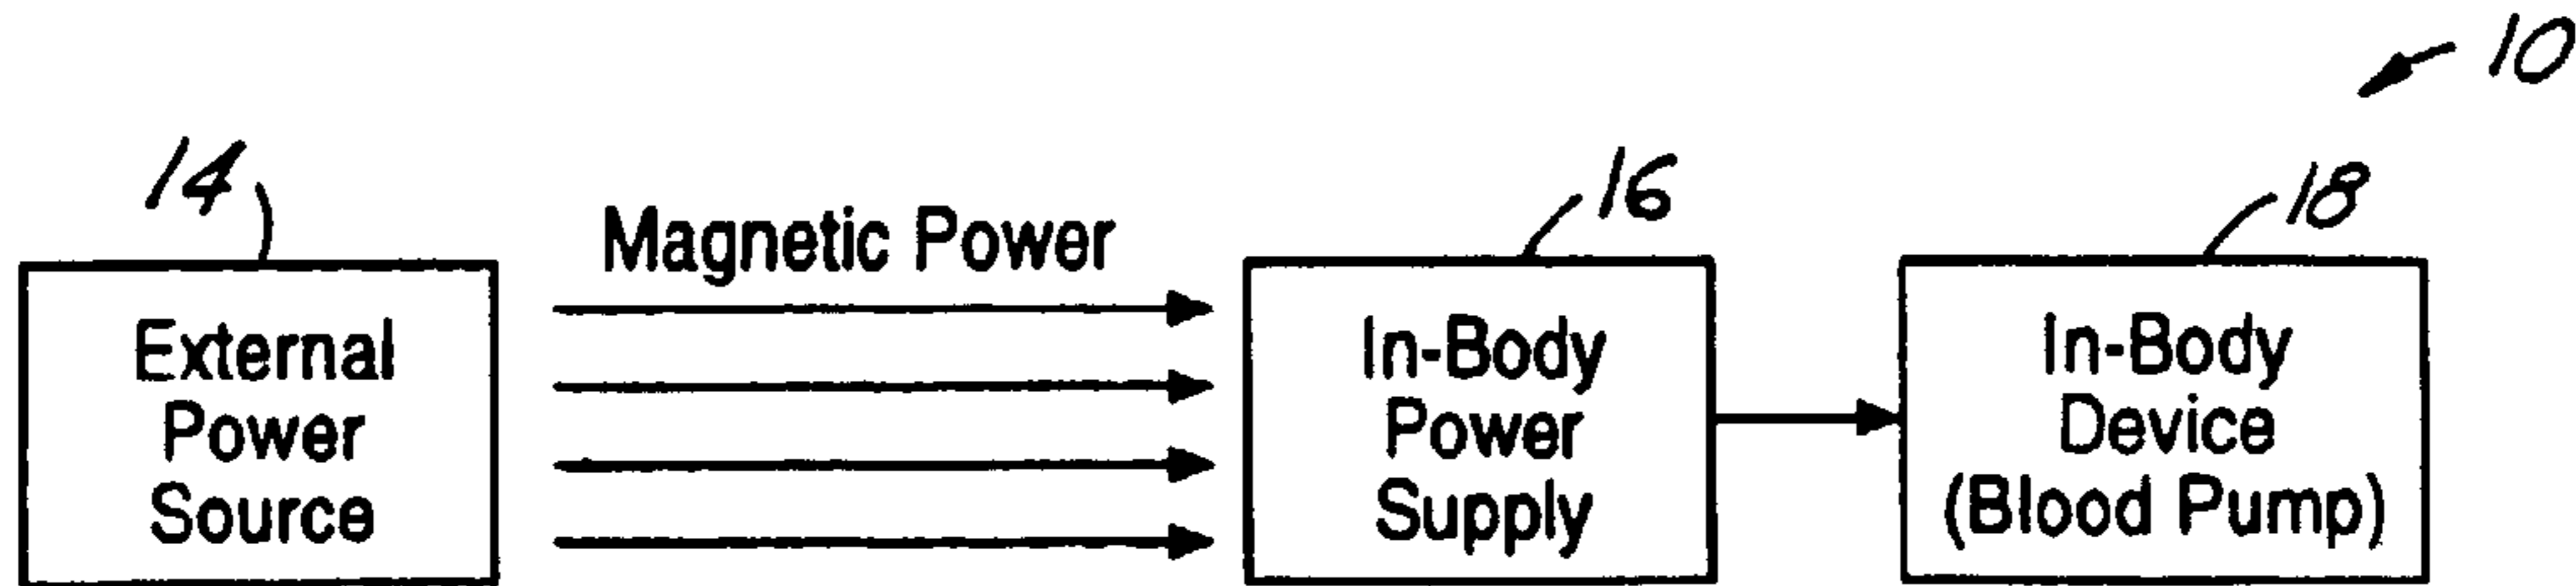 10
14
Magnetic Power
16
18
External
Power
Source
In-Body
Power
Supply
In-Body
Device
(Blood Pump)